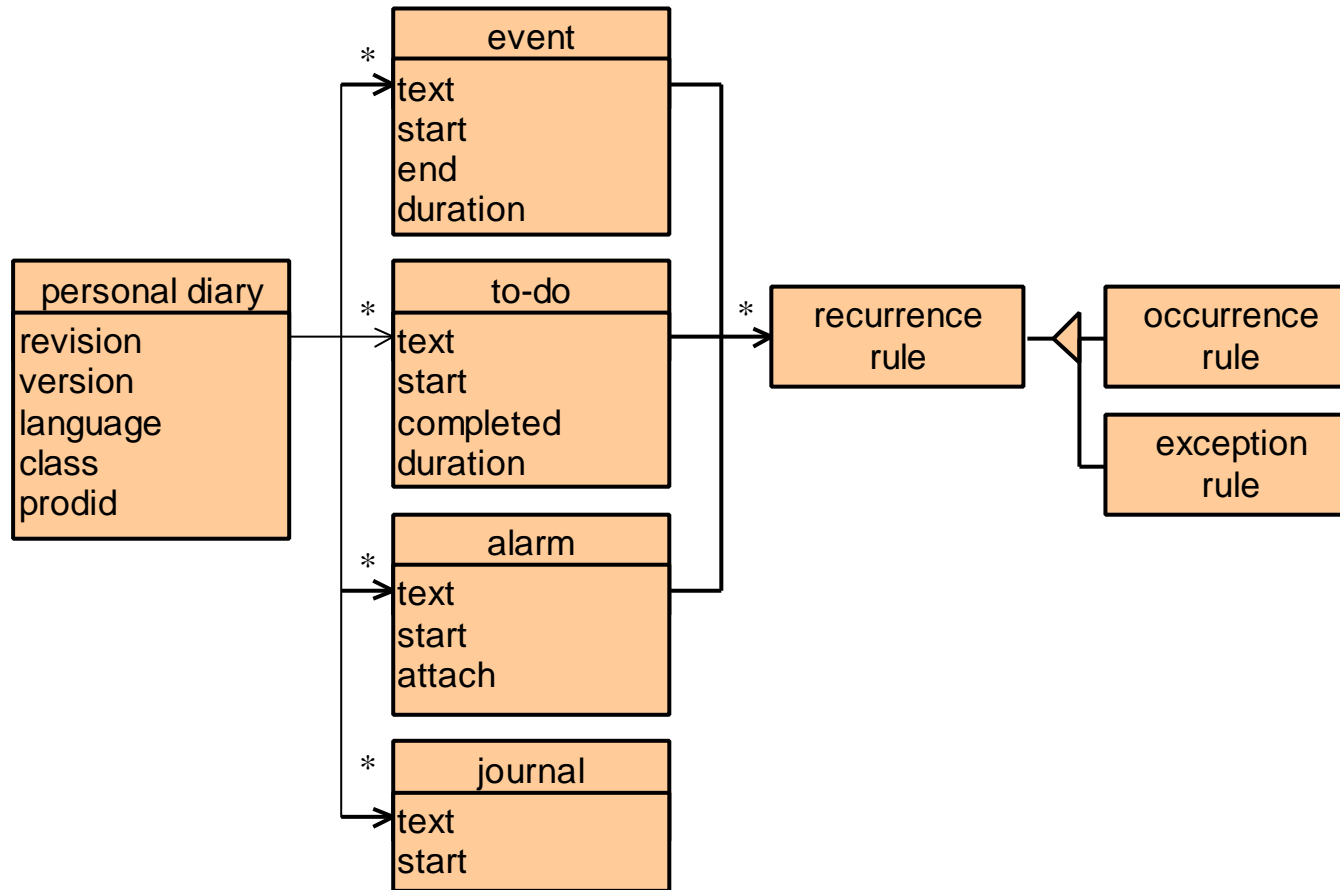 event
*
text
start
end
duration
personal diary
revision
version
language
class
prodid
to-do
*
text
start
completed
duration
*
recurrence
rule
occurrence
rule
exception
rule
alarm
*
text
start
attach
journal
*
text
start